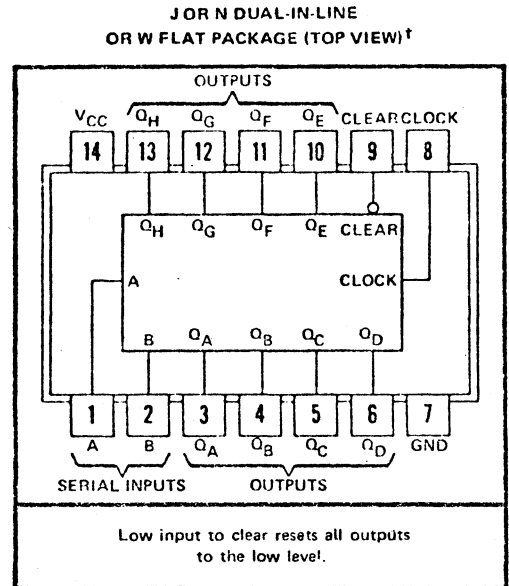 J OR N DUAL-IN-LINE
OR W FLAT PACKAGE (TOP VIEW)†
OUTPUTS
VCC QH QG QF QE CLEAR CLOCK
14 13 12 11 10 9 8
QH QG QF QE CLEAR
A CLOCK
B QA QB QC QD
1 2 3 4 5 6 7
A B QA QB QC QD GND
SERIAL INPUTS OUTPUTS
Low input to clear resets all outputs
to the low level.